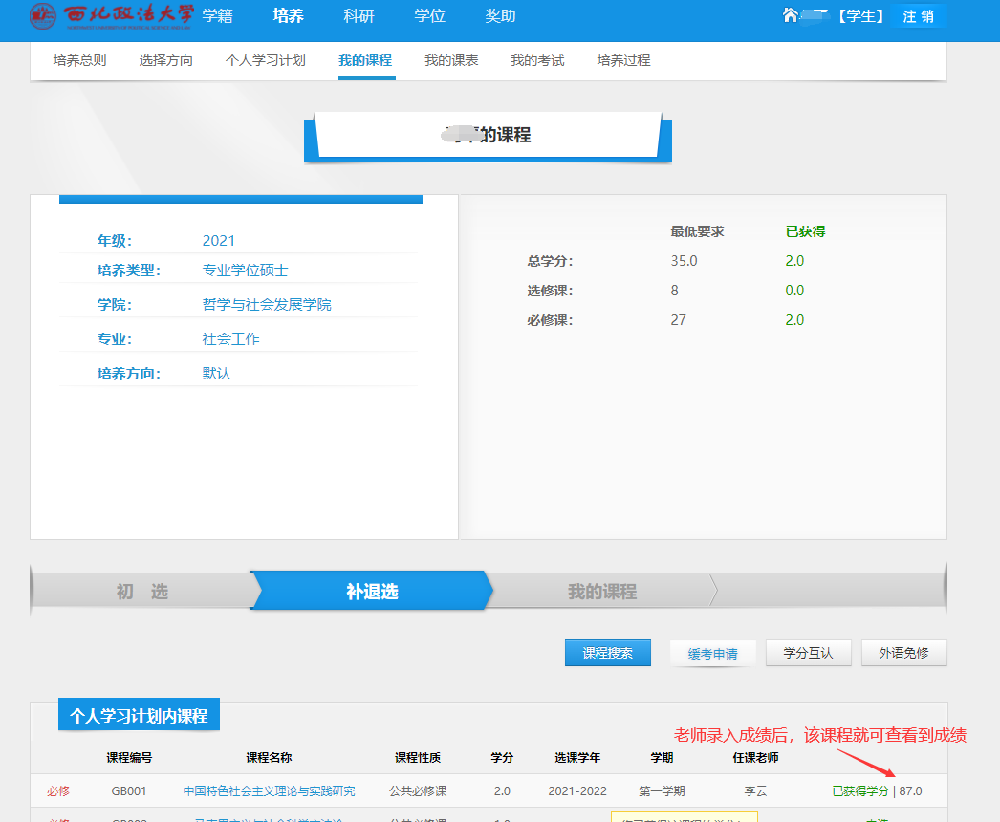 西北政法大学 学籍 培养 科研 学位 奖助 【学生】 注 销
培养总则 选择方向 个人学习计划 我的课程 我的课表 我的考试 培养过程
的课程
年级： 2021
培养类型： 专业学位硕士
学院： 哲学与社会发展学院
专业： 社会工作
培养方向： 默认
最低要求 已获得
总学分： 35.0 2.0
选修课： 8 0.0
必修课： 27 2.0
初 选 补退选 我的课程
课程搜索 缓考申请 学分互认 外语免修
个人学习计划内课程
老师录入成绩后，该课程就可查看到成绩
课程编号 课程名称 课程性质 学分 选课学年 学期 任课老师
必修 GB001 中国特色社会主义理论与实践研究 公共必修课 2.0 2021-2022 第一学期 李云 已获得学分 | 87.0